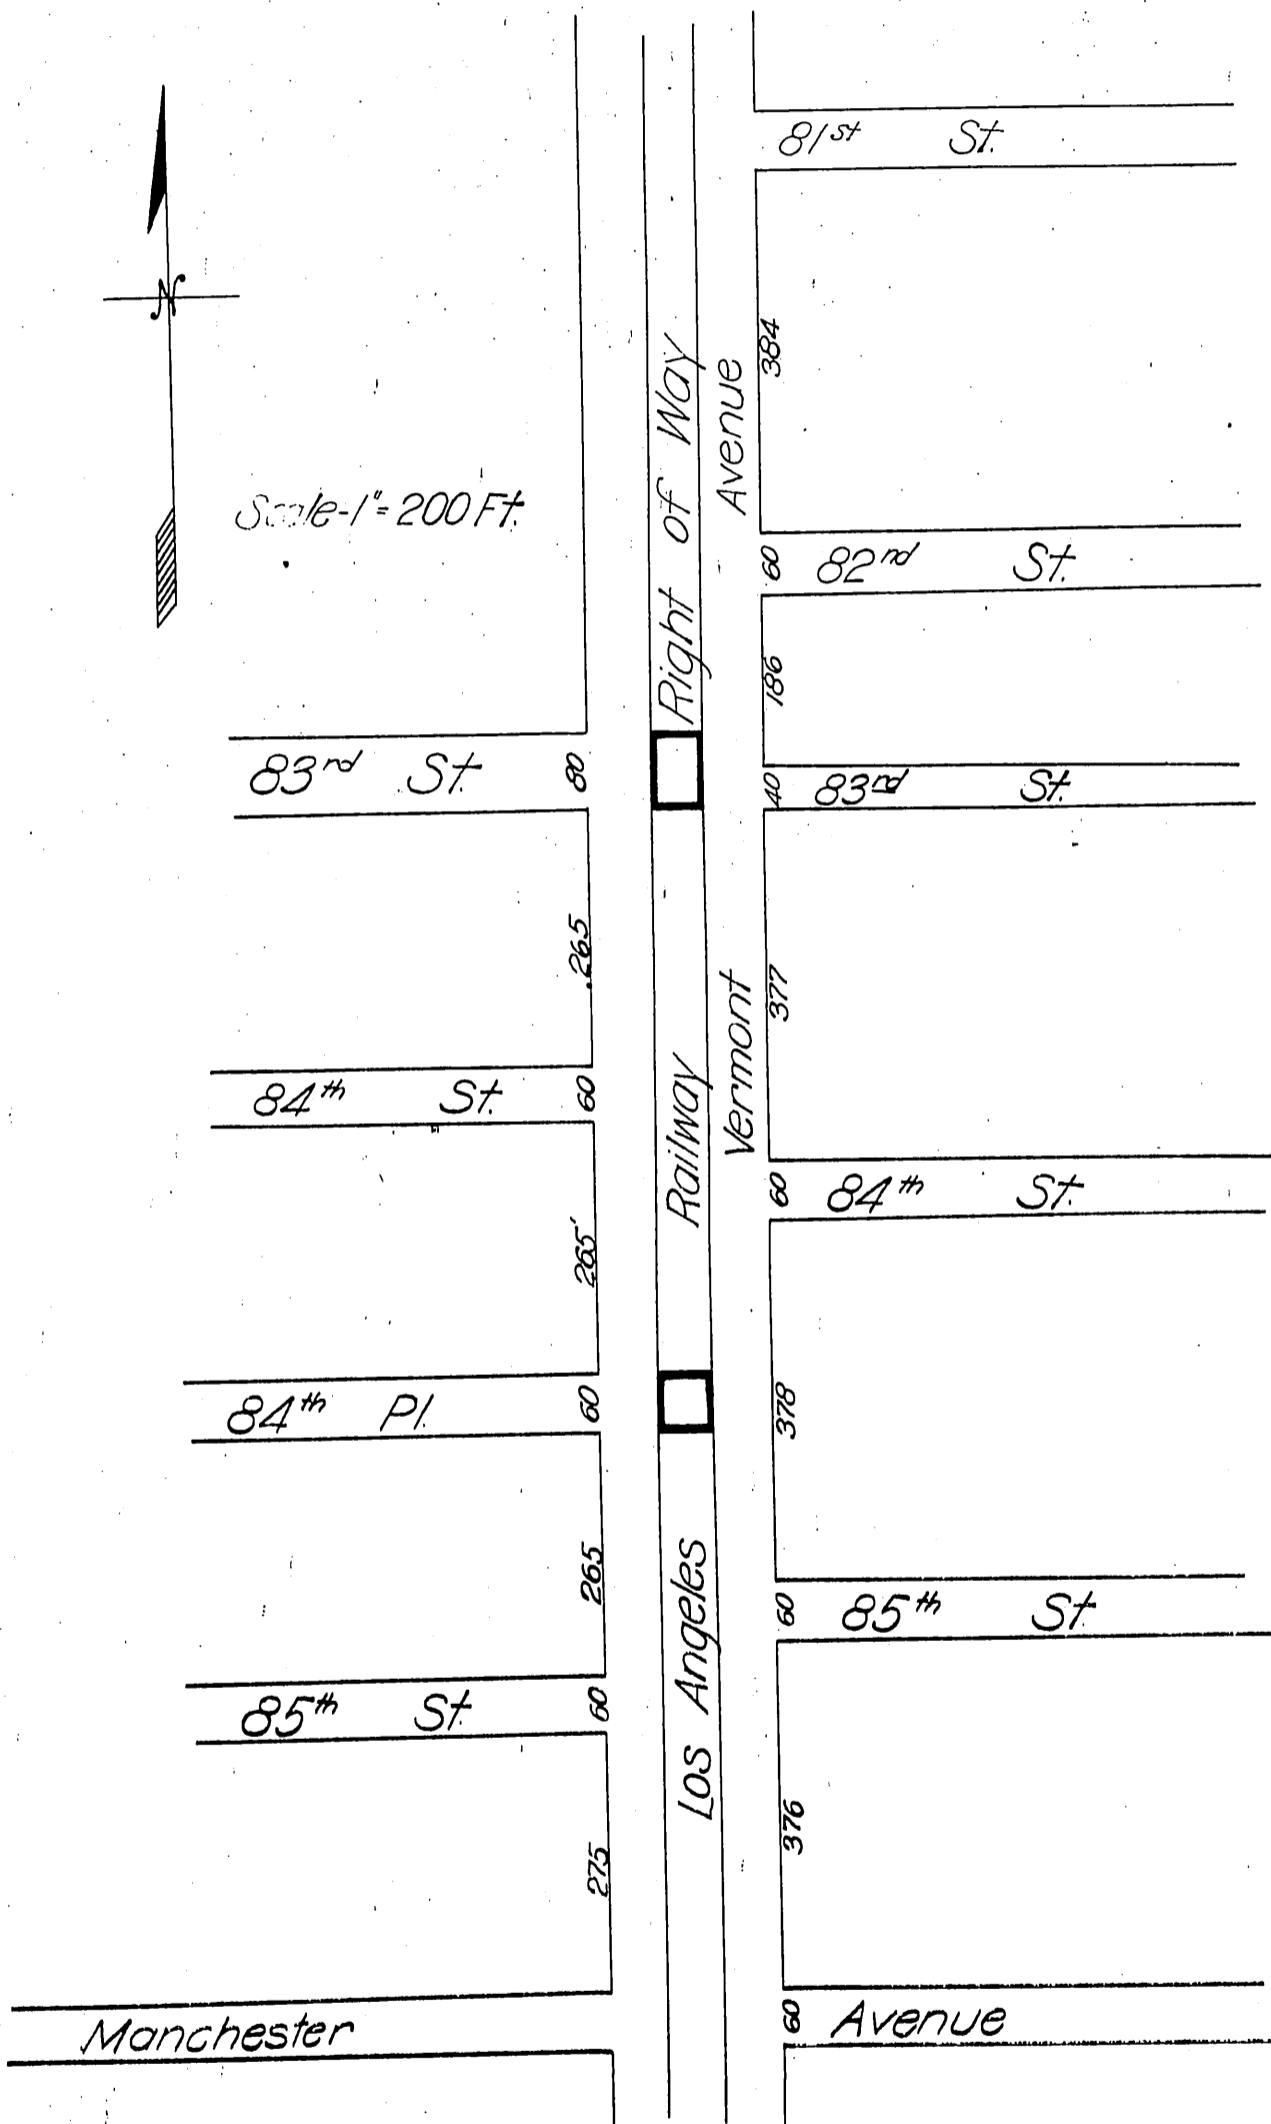 81st St.
N
384
Scale-1"=200 Ft.
Right of Way
Avenue
60
82nd St.
186
83rd St.
80
40
83rd St.
265
377
Vermont
84th St.
60
Railway
60
84th St.
265'
84th Pl.
60
378
265
Los Angeles
60
85th St.
85th St.
60
275
376
Manchester
60
Avenue